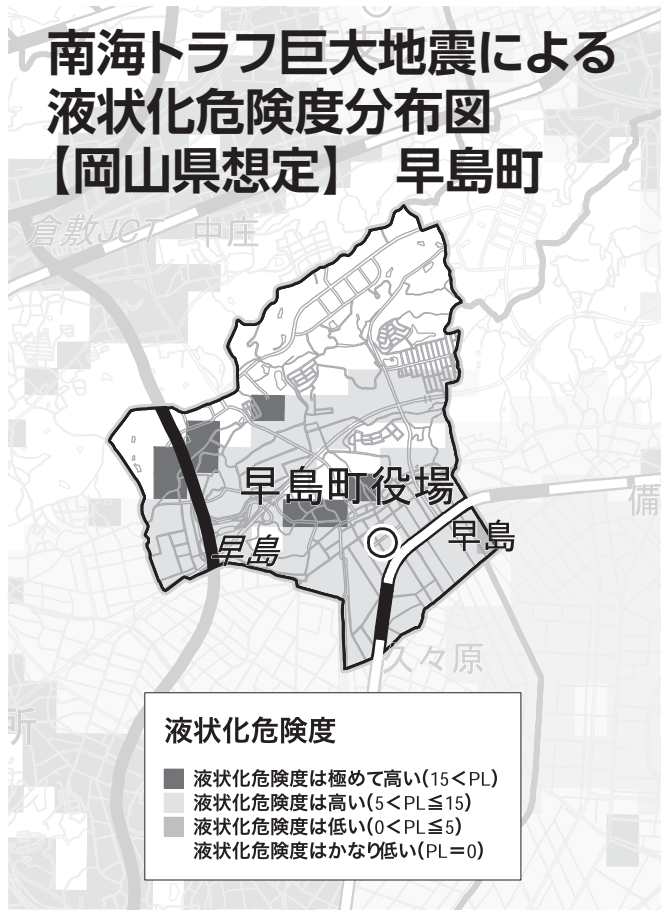 南海トラフ巨大地震による
液状化危険度分布図
【岡山県想定】　早島町
倉敷JCT 中庄
早島町役場
備
早島
早島
久々原
所
液状化危険度
液状化危険度は極めて高い(15<PL)
液状化危険度は高い(5<PL≦15)
液状化危険度は低い(0<PL≦5)
液状化危険度はかなり低い(PL=0)